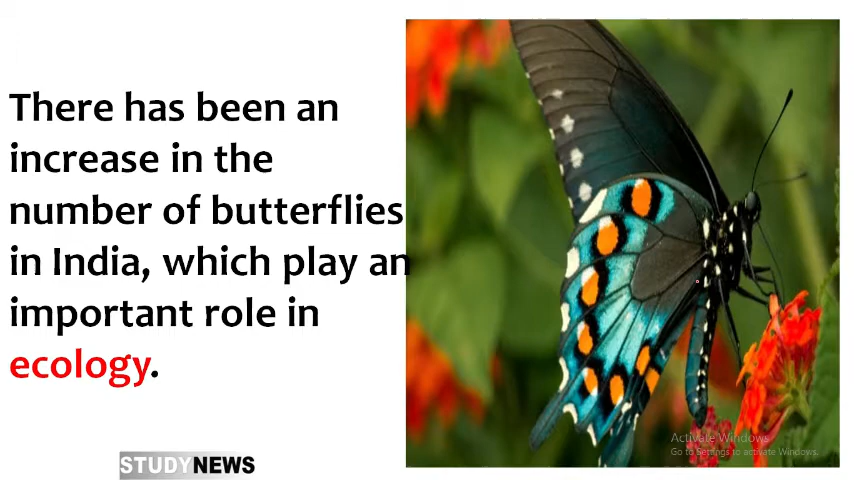 There has been an
increase in the
number of butterflies
in India, which play an
important role in
ecology.
STUDYNEWS
Activate Windows
Go to Settings to activate Windows.